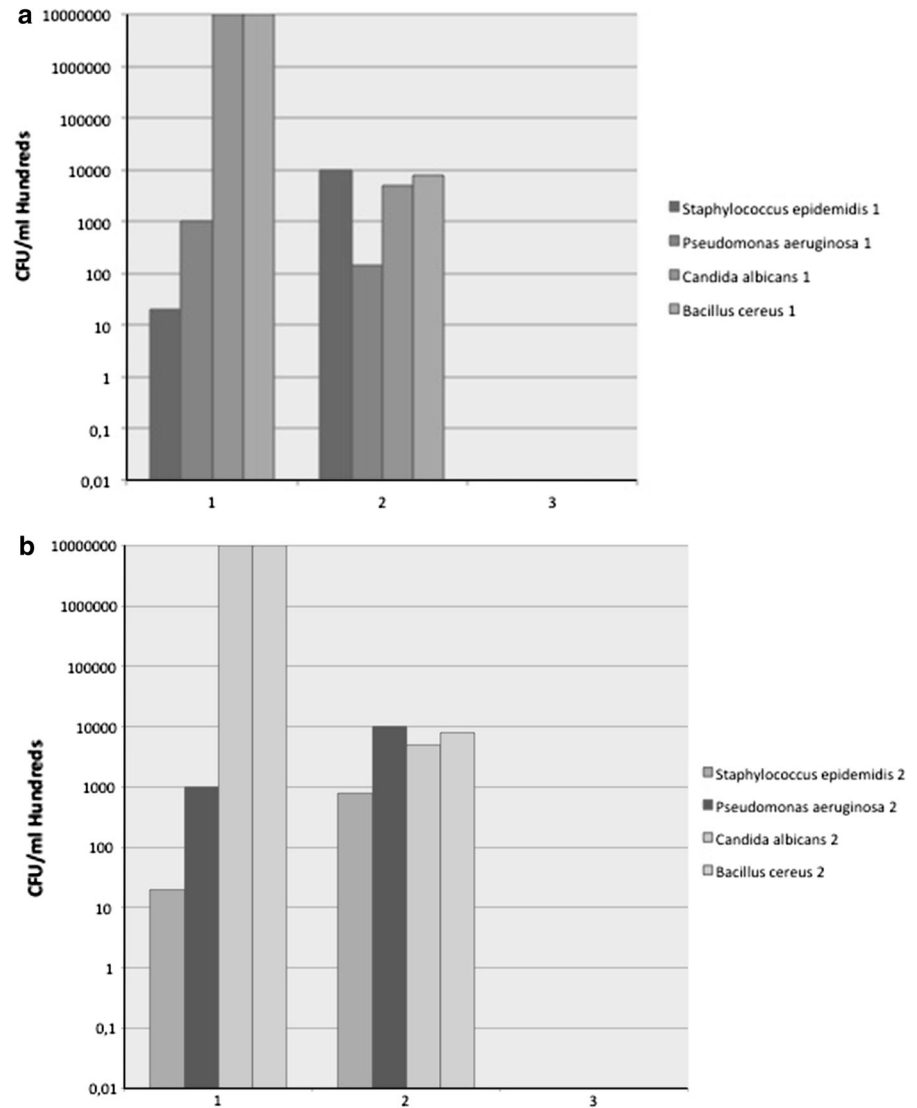 a
CFU/ml Hundreds
10000000
1000000
100000
10000
1000
100
10
1
0,1
0,01
1 2 3
Staphylococcus epidemidis 1
Pseudomonas aeruginosa 1
Candida albicans 1
Bacillus cereus 1
b
CFU/ml Hundreds
10000000
1000000
100000
10000
1000
100
10
1
0,1
0,01
1 2 3
Staphylococcus epidemidis 2
Pseudomonas aeruginosa 2
Candida albicans 2
Bacillus cereus 2